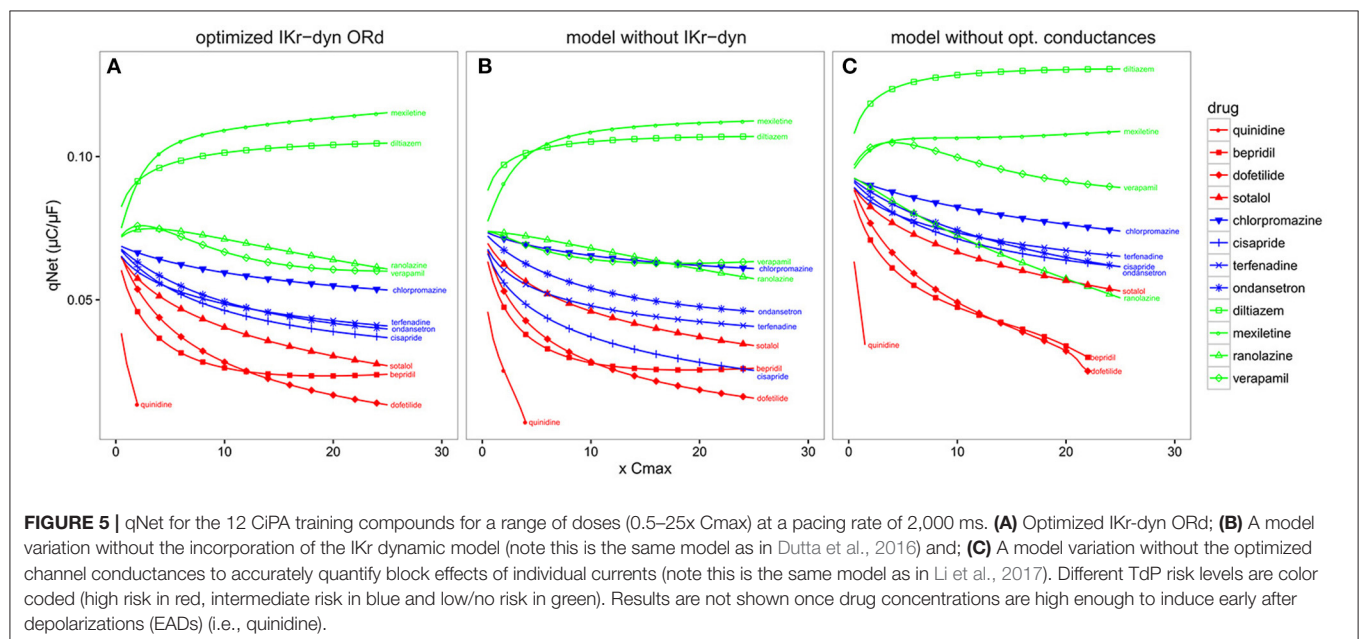 optimized IKr−dyn ORd
model without IKr−dyn
model without opt. conductances
A
B
C
qNet (µC/µF)
0.10
0.05
mexiletine
diltiazem
ranolazine
verapamil
chlorpromazine
terfenadine
ondansetron
cisapride
sotalol
bepridil
dofetilide
quinidine
mexiletine
diltiazem
verapamil
chlorpromazine
ranolazine
ondansetron
terfenadine
sotalol
bepridil
cisapride
dofetilide
quinidine
diltiazem
mexiletine
verapamil
chlorpromazine
terfenadine
cisapride
ondansetron
sotalol
ranolazine
bepridil
dofetilide
quinidine
0 10 20 30
0 10 20 30
0 10 20 30
x Cmax
drug
quinidine
bepridil
dofetilide
sotalol
chlorpromazine
cisapride
terfenadine
ondansetron
diltiazem
mexiletine
ranolazine
verapamil
FIGURE 5 | qNet for the 12 CiPA training compounds for a range of doses (0.5–25x Cmax) at a pacing rate of 2,000 ms. (A) Optimized IKr-dyn ORd; (B) A model
variation without the incorporation of the IKr dynamic model (note this is the same model as in Dutta et al., 2016) and; (C) A model variation without the optimized
channel conductances to accurately quantify block effects of individual currents (note this is the same model as in Li et al., 2017). Different TdP risk levels are color
coded (high risk in red, intermediate risk in blue and low/no risk in green). Results are not shown once drug concentrations are high enough to induce early after
depolarizations (EADs) (i.e., quinidine).